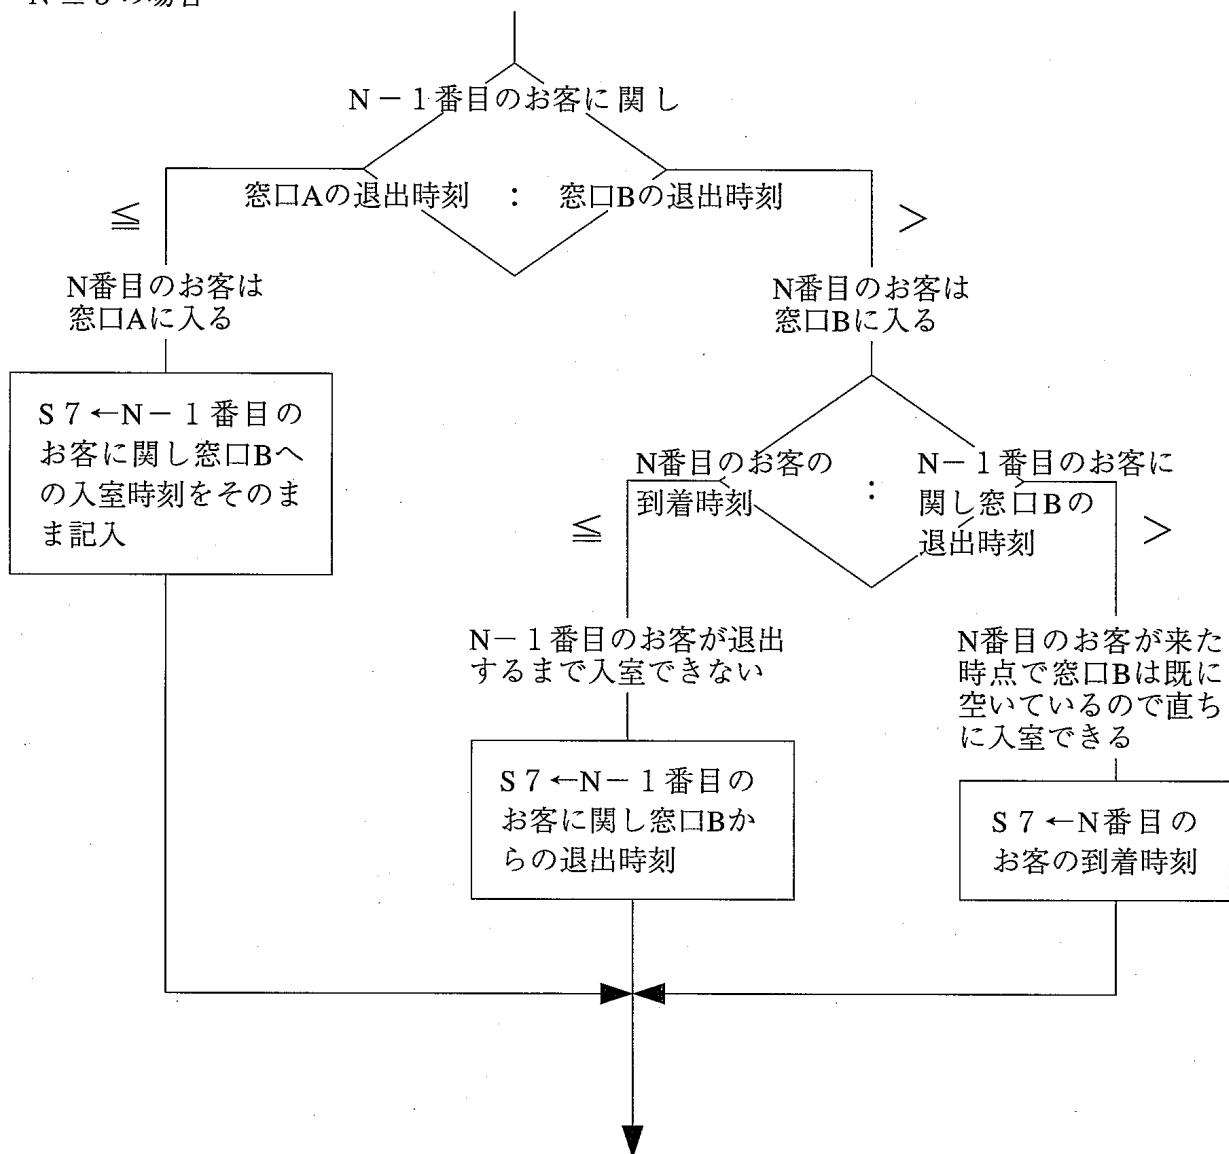 N－1番目のお客に関し
窓口Aの退出時刻 ： 窓口Bの退出時刻
≦
＞
N番目のお客は
窓口Aに入る
N番目のお客は
窓口Bに入る
S7←N－1番目の
お客に関し窓口Bへ
の入室時刻をそのま
ま記入
N番目のお客の
到着時刻
：
N－1番目のお客に
関し窓口Bの
退出時刻
≦
＞
N－1番目のお客が退出
するまで入室できない
N番目のお客が来た
時点で窓口Bは既に
空いているので直ち
に入室できる
S7←N－1番目の
お客に関し窓口Bか
らの退出時刻
S7←N番目の
お客の到着時刻